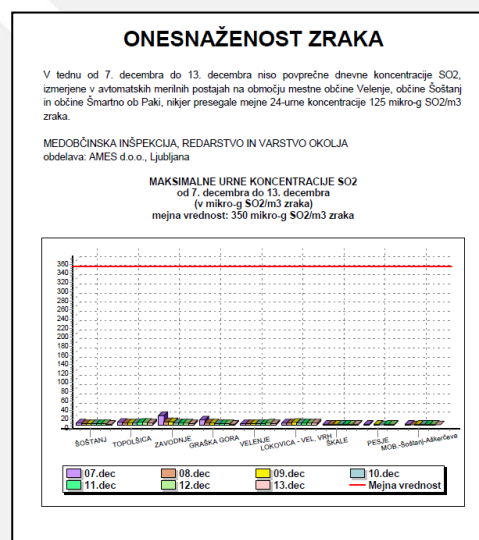 ONESNAŽENOST ZRAKA
V tednu od 7. decembra do 13. decembra niso povprečne dnevne koncentracije SO2,
izmerjene v avtomatskih merilnih postajah na območju mestne občine Velenje, občine Šoštanj
in občine Šmartno ob Paki, nikjer presegale mejne 24-urne koncentracije 125 mikro-g SO2/m3
zraka.
MEDOBČINSKA INŠPEKCIJA, REDARSTVO IN VARSTVO OKOLJA
obdelava: AMES d.o.o., Ljubljana
MAKSIMALNE URNE KONCENTRACIJE SO2
od 7. decembra do 13. decembra
(v mikro-g SO2/m3 zraka)
mejna vrednost: 350 mikro-g SO2/m3 zraka
360
340
320
300
280
260
240
220
200
180
160
140
120
100
80
60
40
20
0
ŠOŠTANJ
TOPOLŠICA
ZAVODNJE
GRAŠKA GORA
VELENJE
LOKOVICA - VEL. VRH
ŠKALE
PESJE
MOB.-Šoštanj-Aškerčeva
07.dec 08.dec 09.dec 10.dec
11.dec 12.dec 13.dec Mejna vrednost